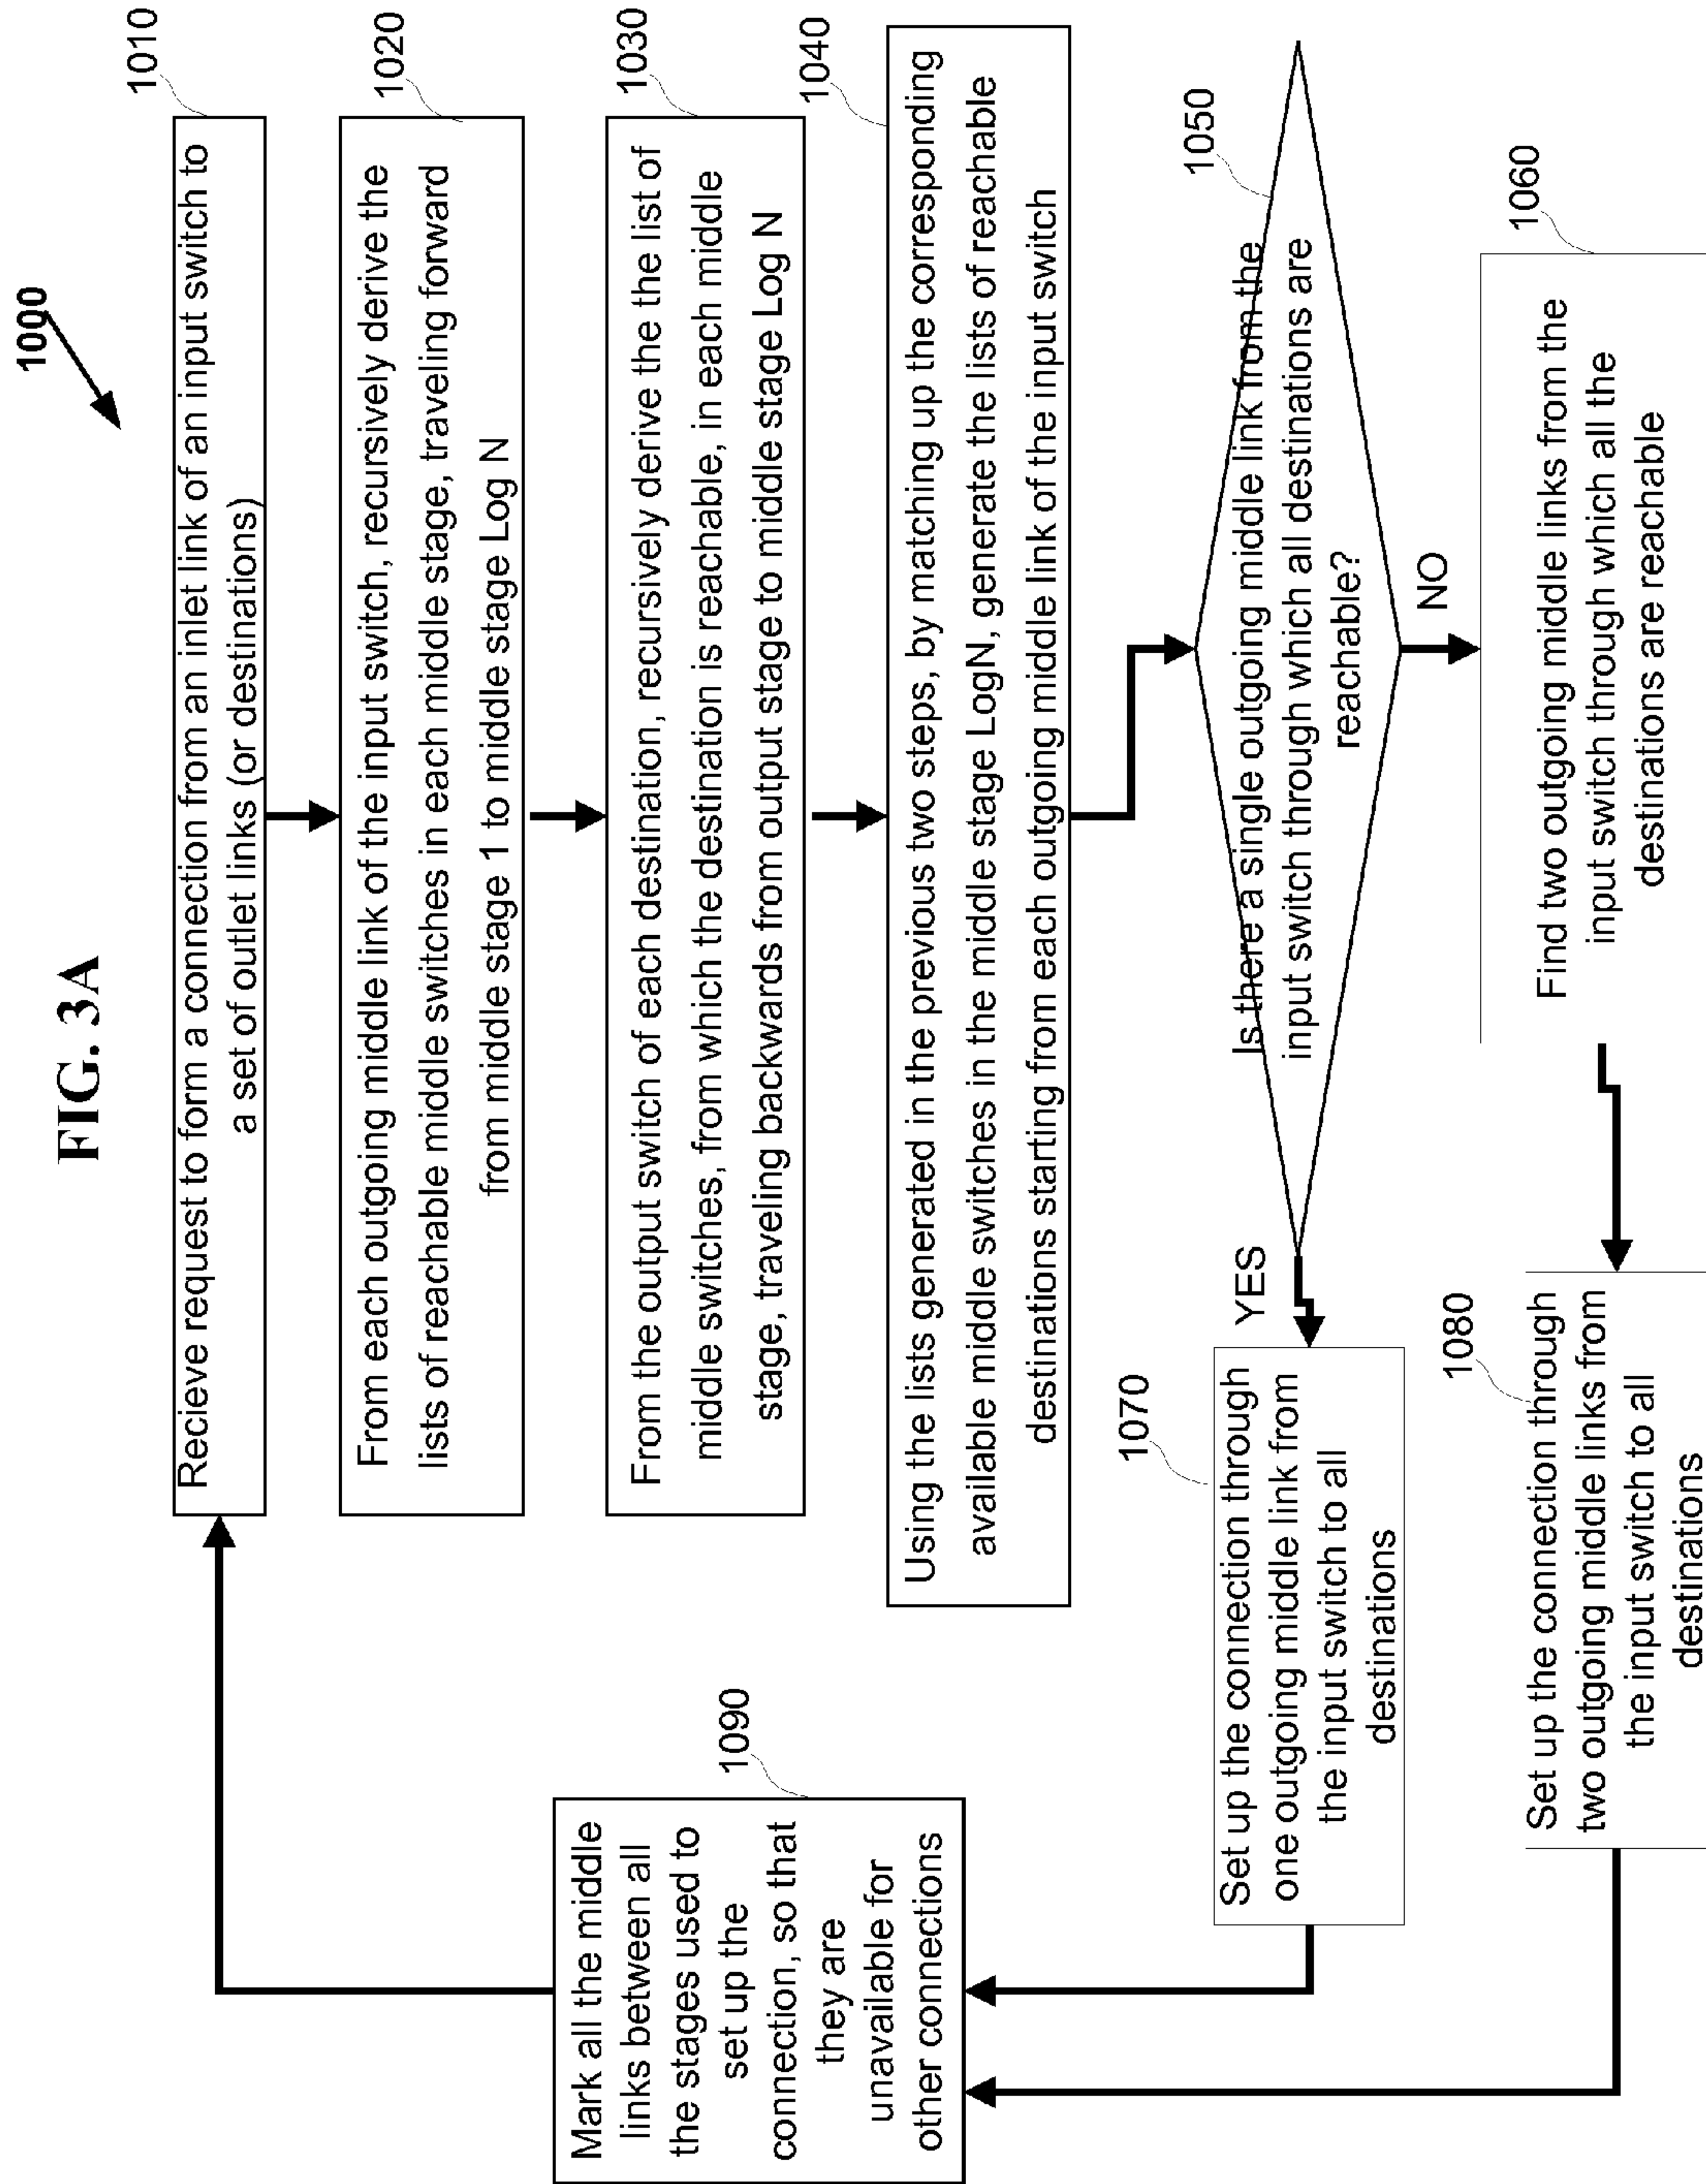 FIG. 3A
1000
1010
Recieve request to form a connection from an inlet link of an input switch to
a set of outlet links (or destinations)
1020
From each outgoing middle link of the input switch, recursively derive the
lists of reachable middle switches in each middle stage, traveling forward
from middle stage 1 to middle stage Log N
1030
From the output switch of each destination, recursively derive the the list of
middle switches, from which the destination is reachable, in each middle
stage, traveling backwards from output stage to middle stage Log N
1040
Using the lists generated in the previous two steps, by matching up the corresponding
available middle switches in the middle stage LogN, generate the lists of reachable
destinations starting from each outgoing middle link of the input switch
1050
Is there a single outgoing middle link from the
input switch through which all destinations are
reachable?
YES
NO
1060
Find two outgoing middle links from the
input switch through which all the
destinations are reachable
1070
Set up the connection through
one outgoing middle link from
the input switch to all
destinations
1080
Set up the connection through
two outgoing middle links from
the input switch to all
destinations
1090
Mark all the middle
links between all
the stages used to
set up the
connection, so that
they are
unavailable for
other connections